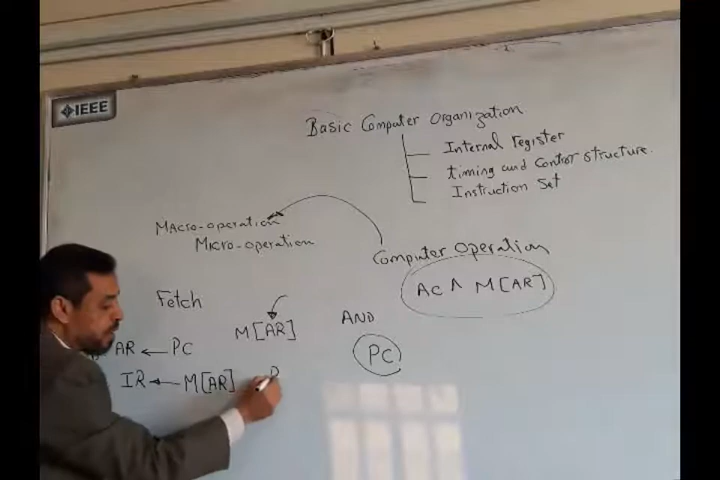 IEEE
Basic Computer Organization
Internal register
timing and control structure.
Instruction Set
Macro-operation
Micro-operation
Computer Operation
AC ∧ M[AR]
Fetch
M[AR]
AND
AR ← PC
PC
IR ← M[AR]